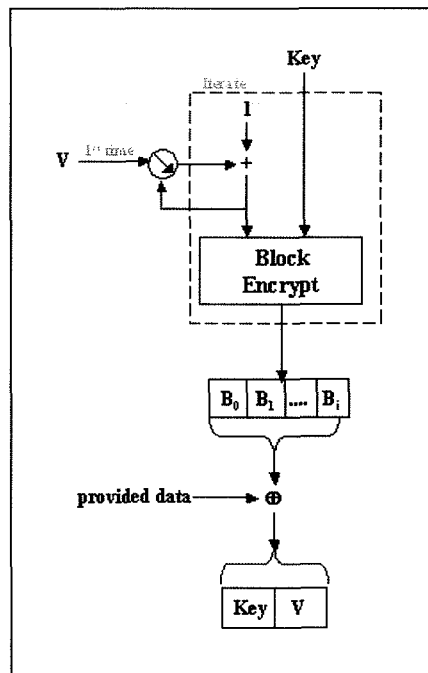 Key
Iterate
1
V 1st time
+
Block
Encrypt
B0 B1 .... Bi
provided data ⊕
Key V